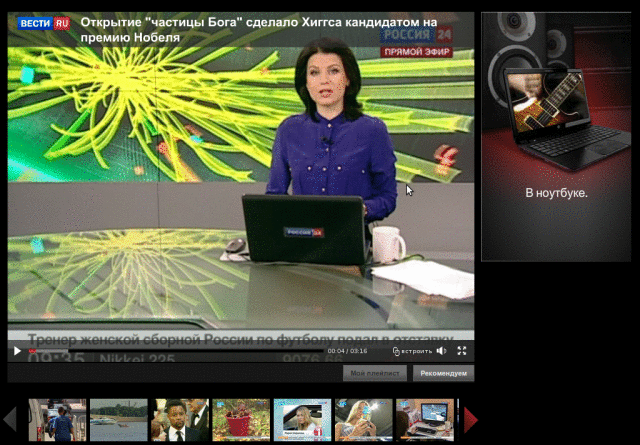 ВЕСТИ RU
Открытие "частицы Бога" сделало Хиггса кандидатом на
премию Нобеля
РОССИЯ 24
ПРЯМОЙ ЭФИР
РОССИЯ 24
В ноутбуке.
Тренер женской сборной России по футболу подал в отставку
09:35 Nikkei 225
00:04 / 03:16
встроить
Мой плейлист
Рекомендуем